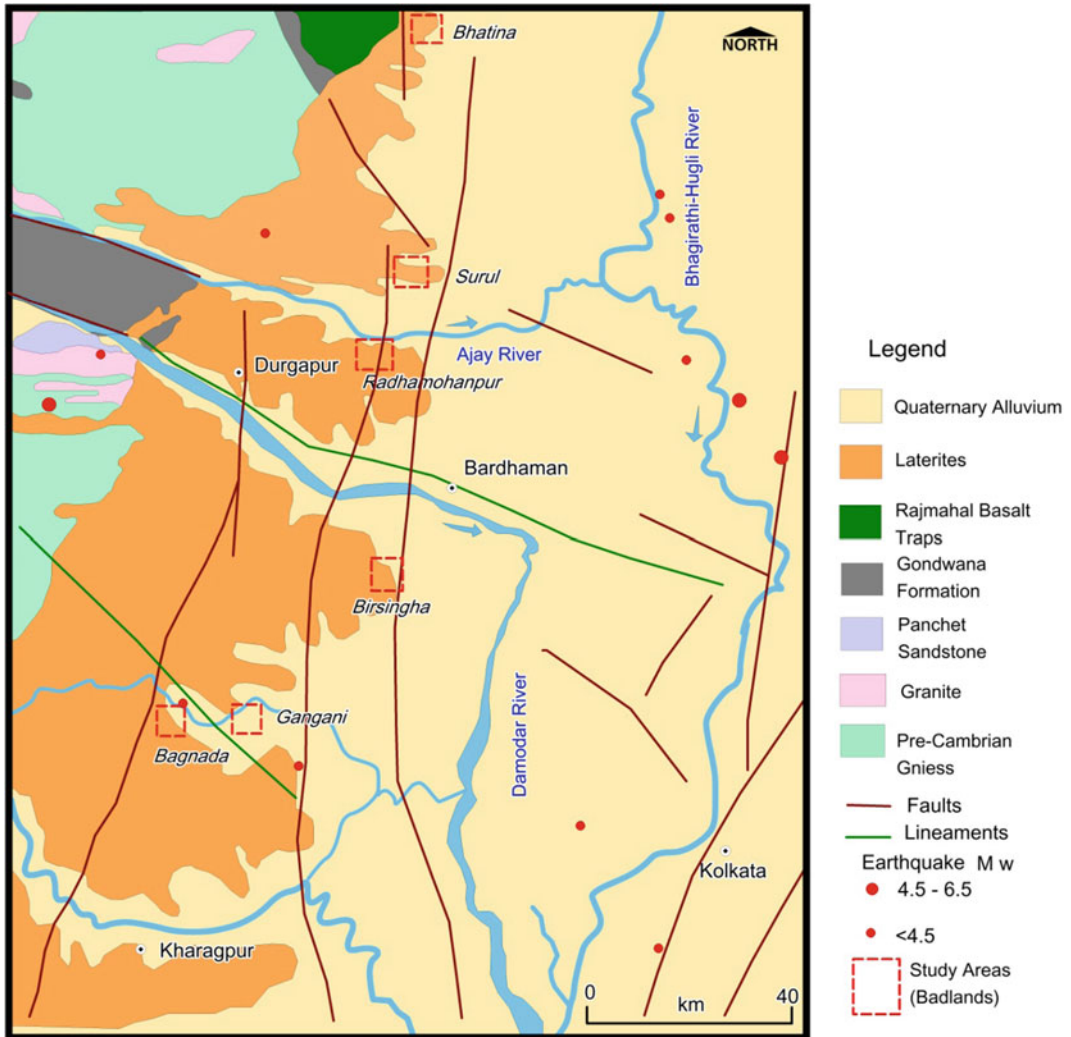 Bhatina
NORTH
Bhagirathi-Hugli River
Surul
Ajay River
Durgapur
Radhamohanpur
Bardhaman
Birsingha
Gangani
Bagnada
Damodar River
Kolkata
Kharagpur
0 40
km
Legend
Quaternary Alluvium
Laterites
Rajmahal Basalt
Traps
Gondwana
Formation
Panchet
Sandstone
Granite
Pre-Cambrian
Gniess
Faults
Lineaments
Earthquake M w
4.5 - 6.5
<4.5
Study Areas
(Badlands)